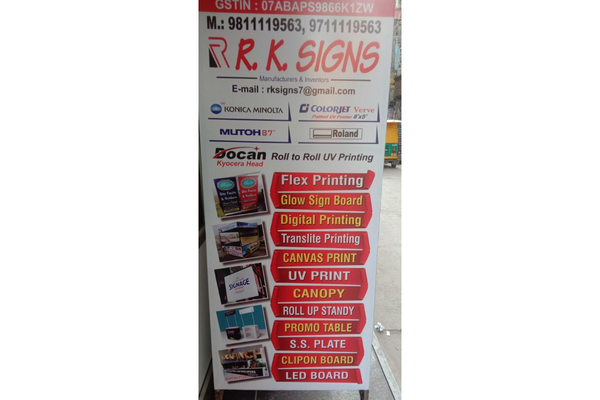 GSTIN : 07ABAPS9866K1ZW
M.: 9811119563, 9711119563
R R. K. SIGNS
Manufacturers & Inventors
E-mail : rksigns7@gmail.com
KONICA MINOLTA
COLORJET Verve
MUTOH
Roland
Docan Roll to Roll UV Printing
Kyocera Head
Flex Printing
Glow Sign Board
Digital Printing
Translite Printing
CANVAS PRINT
UV PRINT
SIGNAGE
CANOPY
ROLL UP STANDY
PROMO TABLE
S.S. PLATE
CLIPON BOARD
LED BOARD